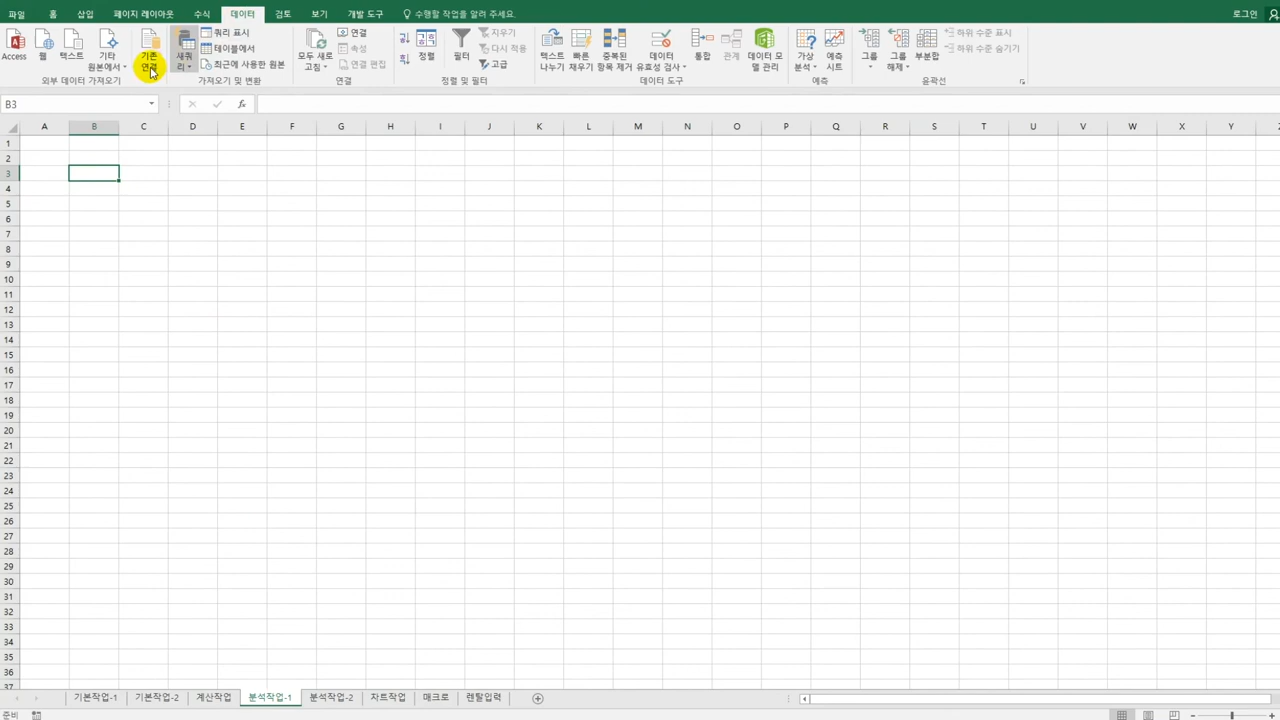 파일 홈 삽입 페이지 레이아웃 수식 데이터 검토 보기 개발 도구 수행할 작업을 알려 주세요. 로그인
Access 웹 텍스트 기타 원본에서 기존 연결
외부 데이터 가져오기
새 쿼리 쿼리 표시
테이블에서
최근에 사용한 원본
가져오기 및 변환
모두 새로 고침 연결
속성
연결 편집
연결
정렬 필터 지우기
다시 적용
고급
정렬 및 필터
텍스트 나누기 빠른 채우기 중복된 항목 제거 데이터 유효성 검사 통합 관계 데이터 모델 관리
데이터 도구
가상 분석 예측 시트
예측
그룹 그룹 해제 부분합 하위 수준 표시
하위 수준 숨기기
윤곽선
B3 fx
A B C D E F G H I J K L M N O P Q R S T U V W X Y
1
2
3
4
5
6
7
8
9
10
11
12
13
14
15
16
17
18
19
20
21
22
23
24
25
26
27
28
29
30
31
32
33
34
35
36
37
기본작업-1 기본작업-2 계산작업 분석작업-1 분석작업-2 차트작업 매크로 렌탈입력
준비